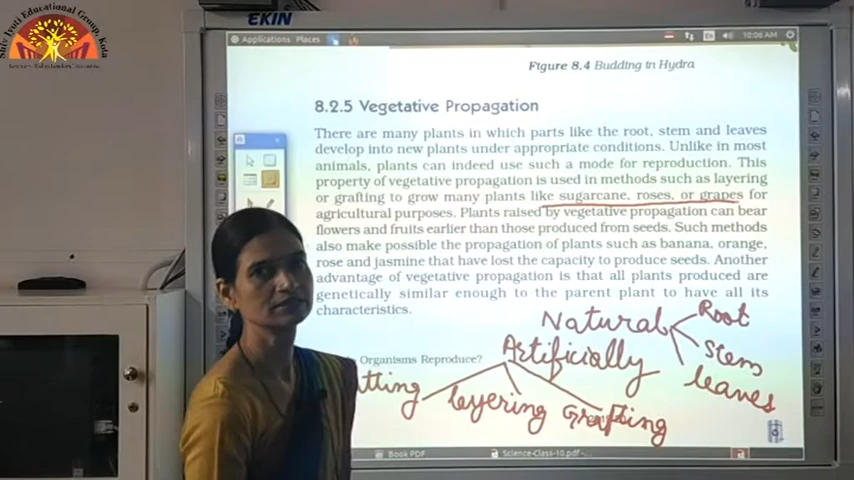 Shiv Jyoti Educational Group, Kota
EKIN
Applications Places
En
10:06 AM
Figure 8.4 Budding in Hydra
8.2.5 Vegetative Propagation
There are many plants in which parts like the root, stem and leaves
develop into new plants under appropriate conditions. Unlike in most
animals, plants can indeed use such a mode for reproduction. This
property of vegetative propagation is used in methods such as layering
or grafting to grow many plants like sugarcane, roses, or grapes for
agricultural purposes. Plants raised by vegetative propagation can bear
flowers and fruits earlier than those produced from seeds. Such methods
also make possible the propagation of plants such as banana, orange,
rose and jasmine that have lost the capacity to produce seeds. Another
advantage of vegetative propagation is that all plants produced are
genetically similar enough to the parent plant to have all its
characteristics.
Natural
Root
Stem
leaves
Organisms Reproduce?
Artificially
tting
layering
Grafting
Book PDF
Science-Class-10.pdf-...